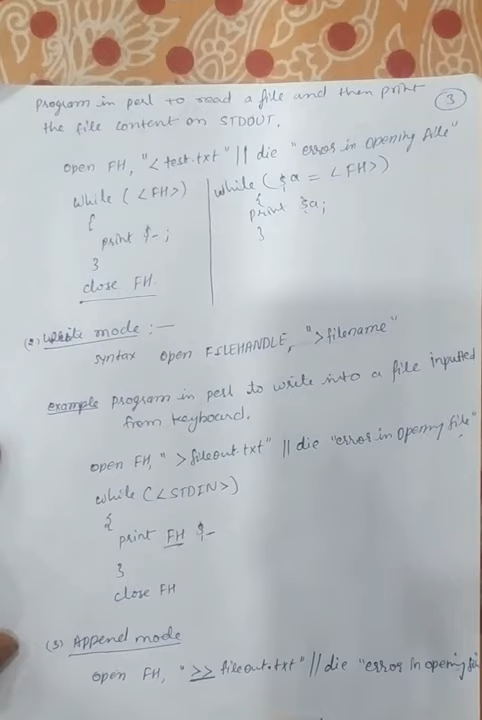 Program in perl to read a file and then print
the file content on STDOUT.
3
open FH, "< test.txt" || die "error in opening file"
while ( <FH>)
{
print $_ ;
}
close FH.
while ( $a = <FH>)
{
print $a;
}
(2) Write mode :—
syntax open FILEHANDLE, ">filename"
example program in perl to write into a file inputted
from keyboard.
open FH, " >fileout.txt" || die "error in opening file"
while (<STDIN>)
{
print FH $_
}
close FH
(3) Append mode
open FH, ">> fileout.txt" || die "error in opening fil